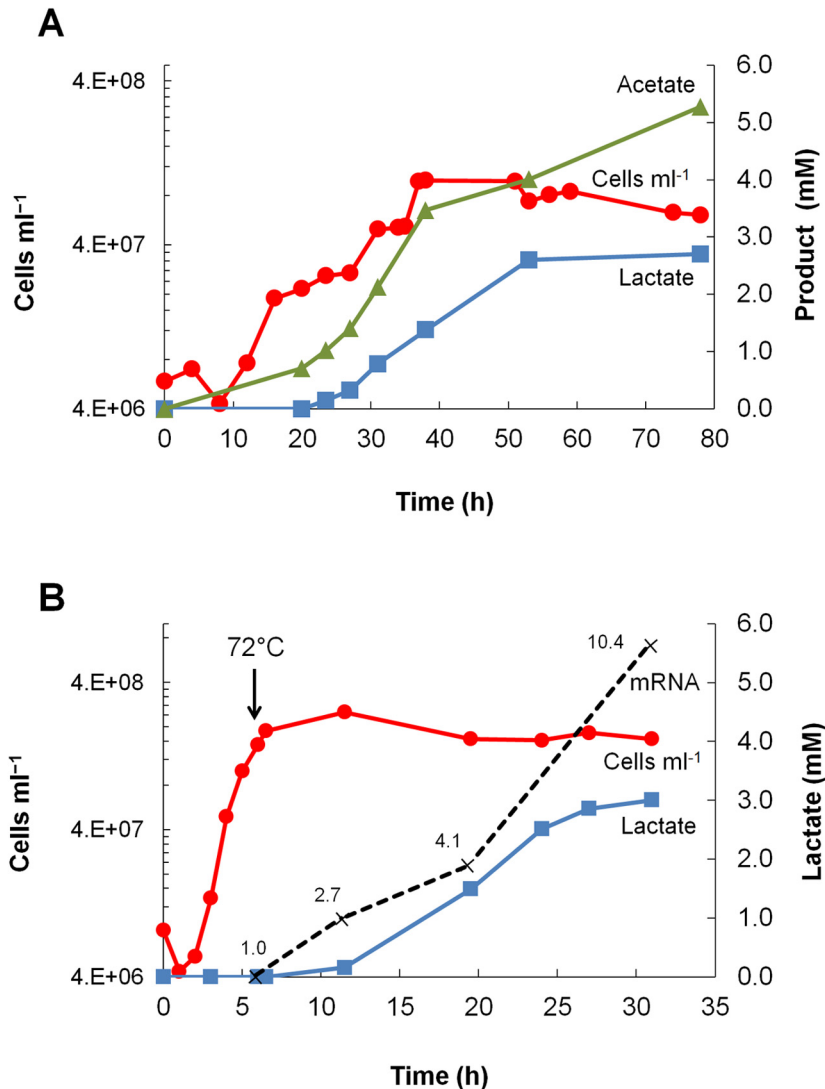 A
4.E+08
4.E+07
4.E+06
Cells ml⁻¹
6.0
5.0
4.0
3.0
2.0
1.0
0.0
Product (mM)
Acetate
Cells ml⁻¹
Lactate
0 10 20 30 40 50 60 70 80
Time (h)
B
4.E+08
4.E+07
4.E+06
Cells ml⁻¹
6.0
5.0
4.0
3.0
2.0
1.0
0.0
Lactate (mM)
72°C
10.4
mRNA
Cells ml⁻¹
Lactate
4.1
2.7
1.0
0 5 10 15 20 25 30 35
Time (h)